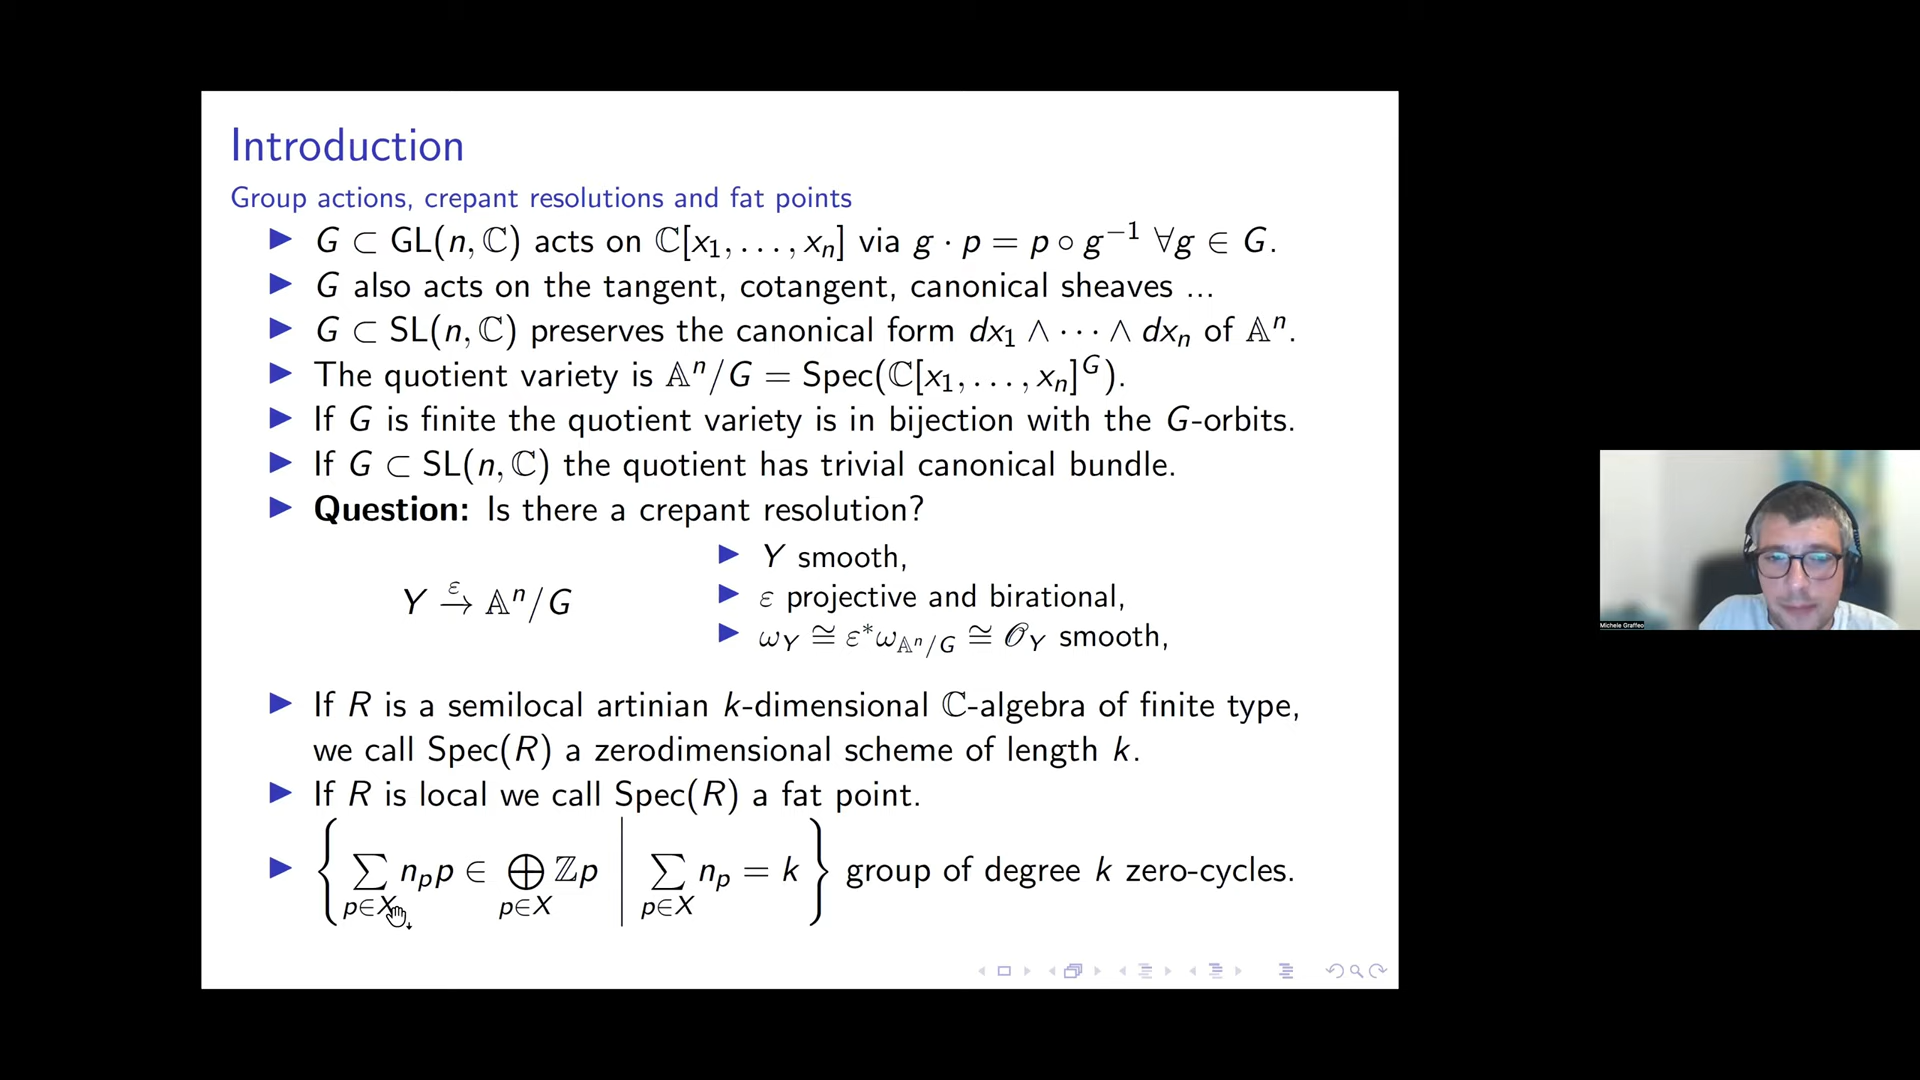 Introduction
Group actions, crepant resolutions and fat points
▶ G ⊂ GL(n, ℂ) acts on ℂ[x₁, . . . , xₙ] via g · p = p ∘ g⁻¹ ∀g ∈ G.
▶ G also acts on the tangent, cotangent, canonical sheaves ...
▶ G ⊂ SL(n, ℂ) preserves the canonical form dx₁ ∧ · · · ∧ dxₙ of 𝔸ⁿ.
▶ The quotient variety is 𝔸ⁿ/G = Spec(ℂ[x₁, . . . , xₙ]ᴳ).
▶ If G is finite the quotient variety is in bijection with the G-orbits.
▶ If G ⊂ SL(n, ℂ) the quotient has trivial canonical bundle.
▶ Question: Is there a crepant resolution?
Y →^ε 𝔸ⁿ/G
▶ Y smooth,
▶ ε projective and birational,
▶ ω_Y ≅ ε*ω_{𝔸ⁿ/G} ≅ 𝒪_Y smooth,
▶ If R is a semilocal artinian k-dimensional ℂ-algebra of finite type,
we call Spec(R) a zerodimensional scheme of length k.
▶ If R is local we call Spec(R) a fat point.
▶ { ∑_{p∈X} n_p p ∈ ⊕_{p∈X} ℤp | ∑_{p∈X} n_p = k } group of degree k zero-cycles.
Michele Graffeo